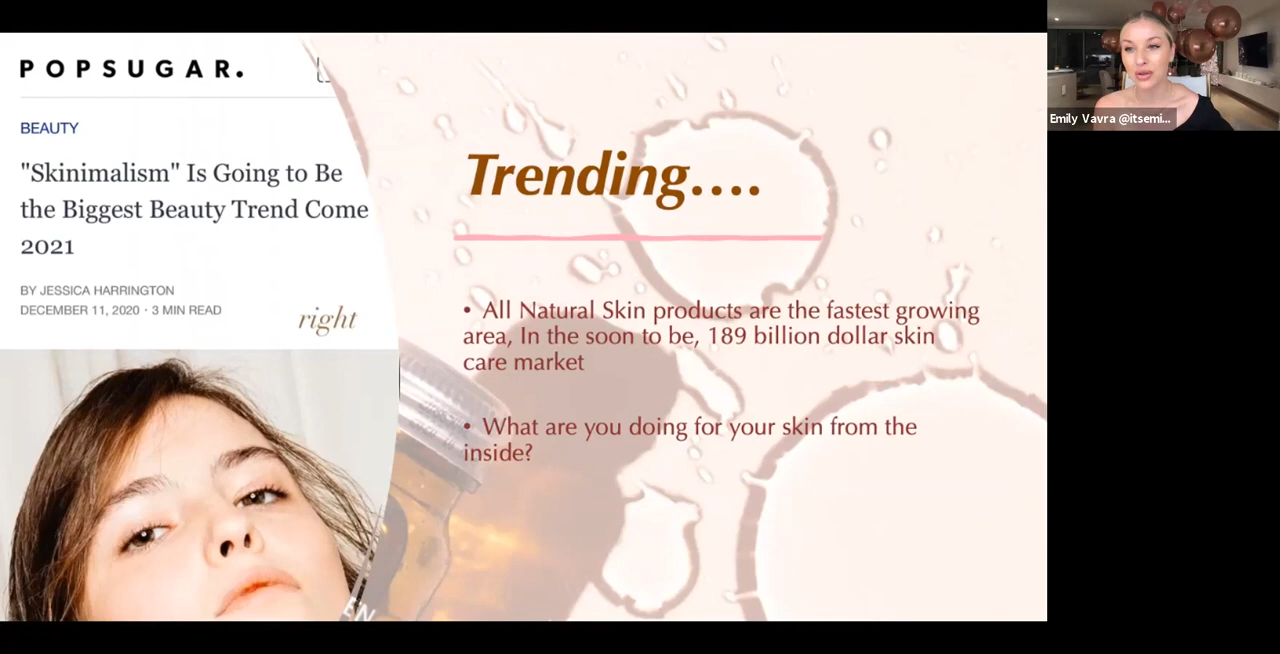 POPSUGAR.
BEAUTY
"Skinimalism" Is Going to Be
the Biggest Beauty Trend Come
2021
BY JESSICA HARRINGTON
DECEMBER 11, 2020 · 3 MIN READ
right
EN
Trending....
• All Natural Skin products are the fastest growing
area, In the soon to be, 189 billion dollar skin
care market
• What are you doing for your skin from the
inside?
Emily Vavra @itsemi...